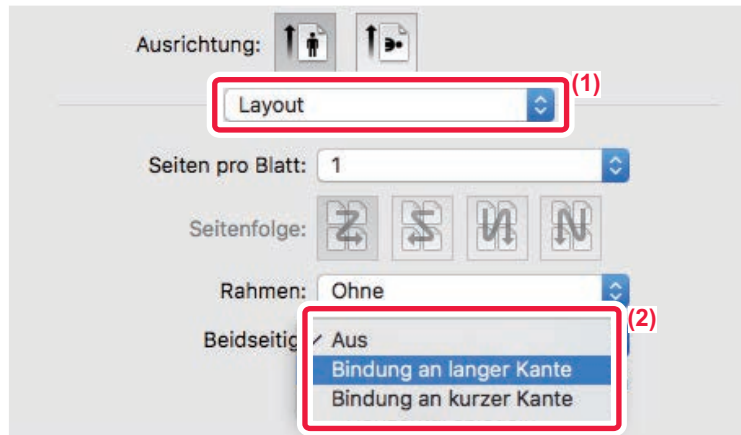 Ausrichtung:
(1)
Layout
Seiten pro Blatt: 1
Seitenfolge:
Rahmen: Ohne
(2)
Beidseitig ✓ Aus
Bindung an langer Kante
Bindung an kurzer Kante